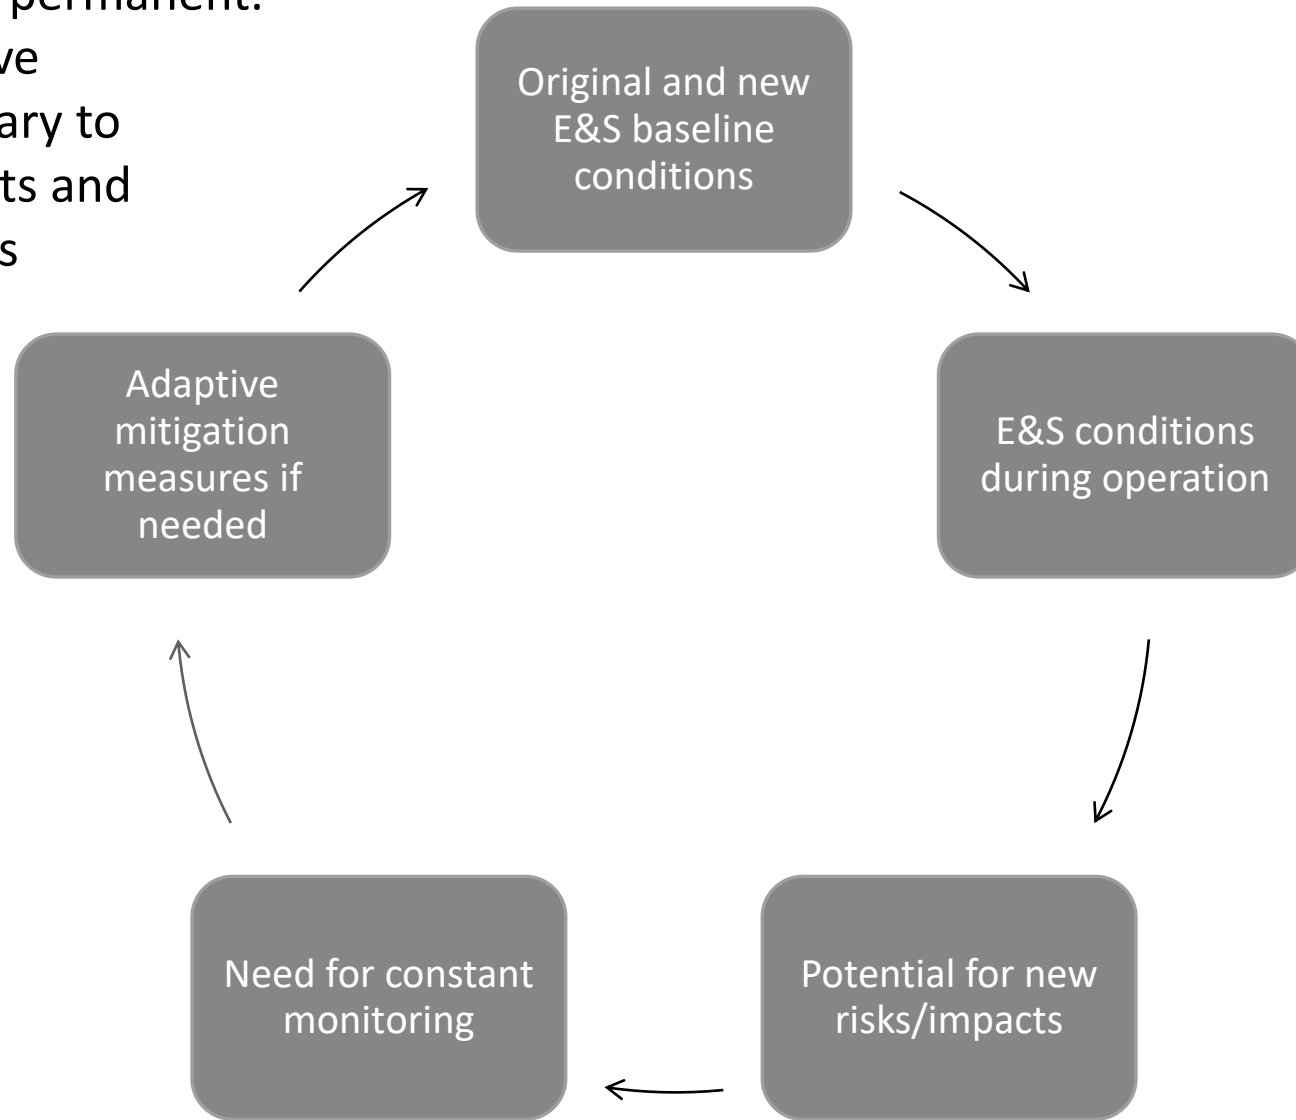 permanent.
ve
ary to
ts and
s
Original and new
E&S baseline
conditions
E&S conditions
during operation
Potential for new
risks/impacts
Need for constant
monitoring
Adaptive
mitigation
measures if
needed